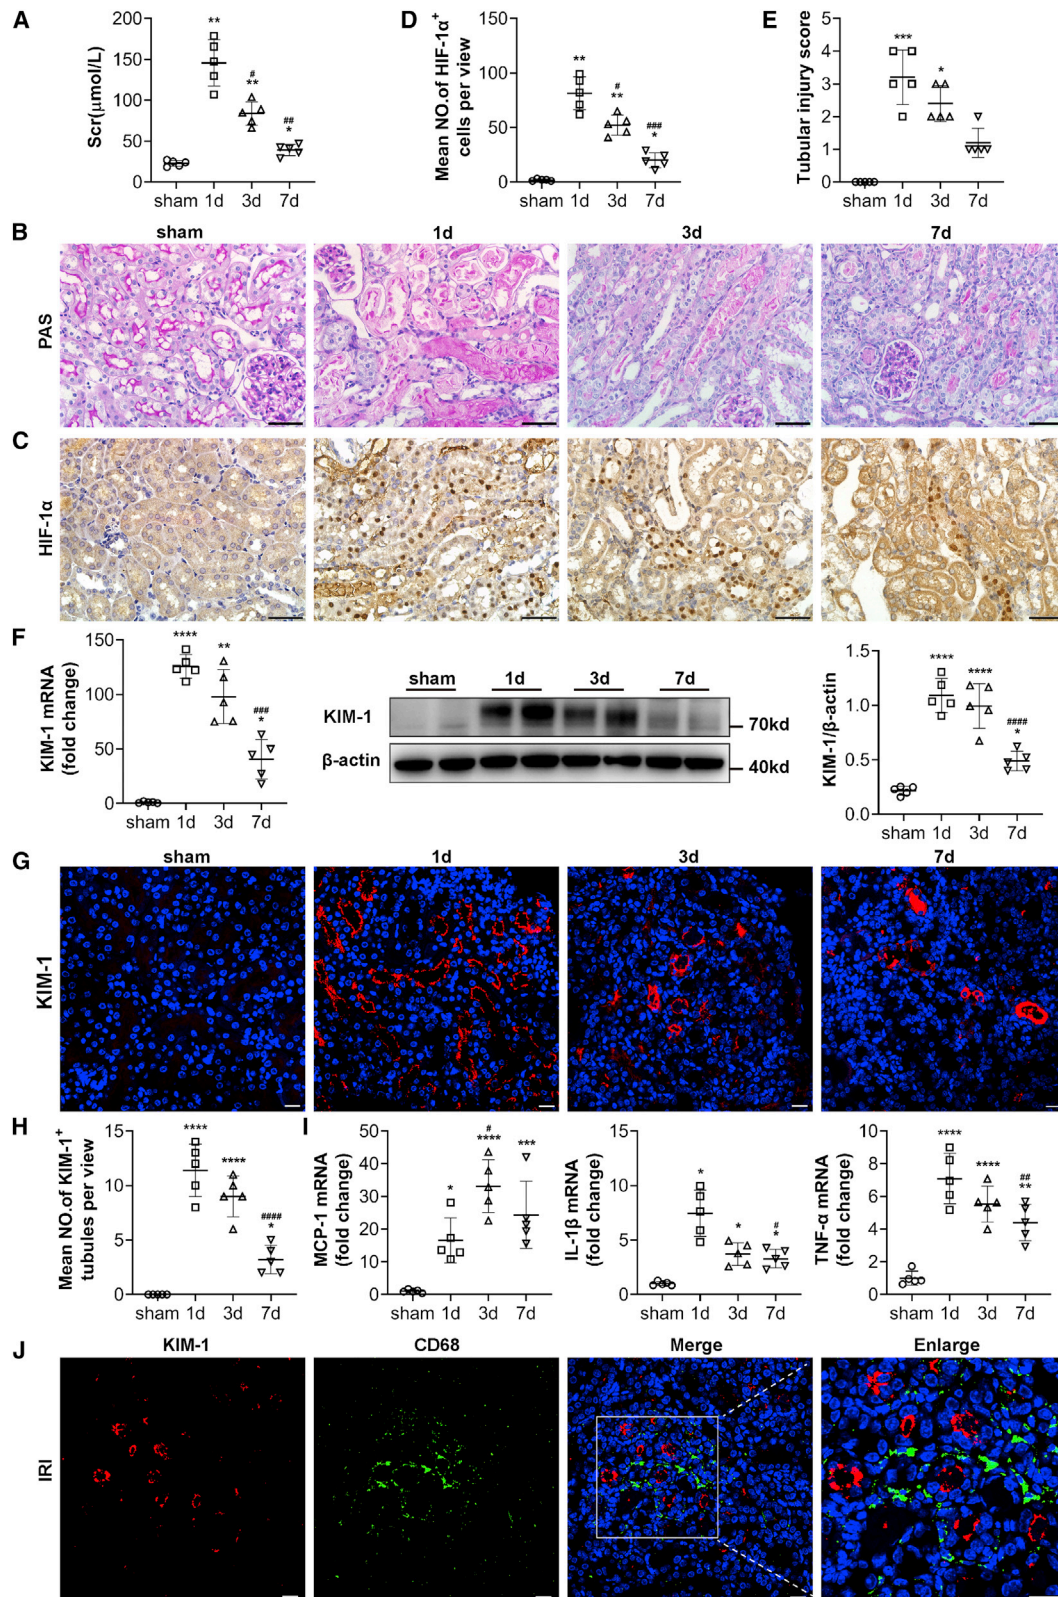 A
Scr(μmol/L)
200
150
100
50
0
**
#
**
##
*
sham 1d 3d 7d
D
Mean NO.of HIF-1α+
cells per view
100
50
0
**
#
**
###
*
sham 1d 3d 7d
E
Tubular injury score
5
4
3
2
1
0
***
*
sham 1d 3d 7d
B
sham 1d 3d 7d
PAS
C
HIF-1α
F
KIM-1 mRNA
(fold change)
150
100
50
0
****
**
###
*
sham 1d 3d 7d
sham 1d 3d 7d
KIM-1
70kd
β-actin
40kd
KIM-1/β-actin
1.5
1.0
0.5
0.0
****
****
####
*
sham 1d 3d 7d
G
sham 1d 3d 7d
KIM-1
H
Mean NO.of KIM-1+
tubules per view
15
10
5
0
****
****
####
*
sham 1d 3d 7d
I
MCP-1 mRNA
(fold change)
50
40
30
20
10
0
*
#
****
***
sham 1d 3d 7d
IL-1β mRNA
(fold change)
15
10
5
0
*
*
#
*
sham 1d 3d 7d
TNF-α mRNA
(fold change)
10
8
6
4
2
0
****
****
##
**
sham 1d 3d 7d
J
KIM-1 CD68 Merge Enlarge
IRI